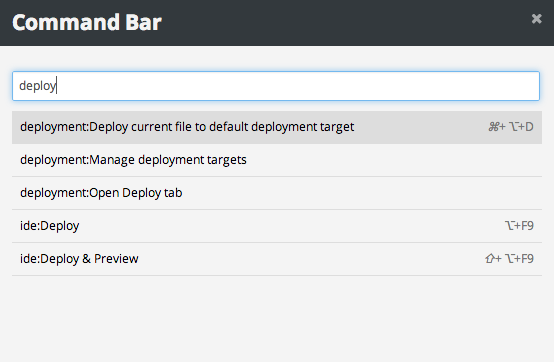 Command Bar ×
deploy
deployment:Deploy current file to default deployment target ⌘+⌥+D
deployment:Manage deployment targets
deployment:Open Deploy tab
ide:Deploy ⌥+F9
ide:Deploy & Preview ⇧+⌥+F9